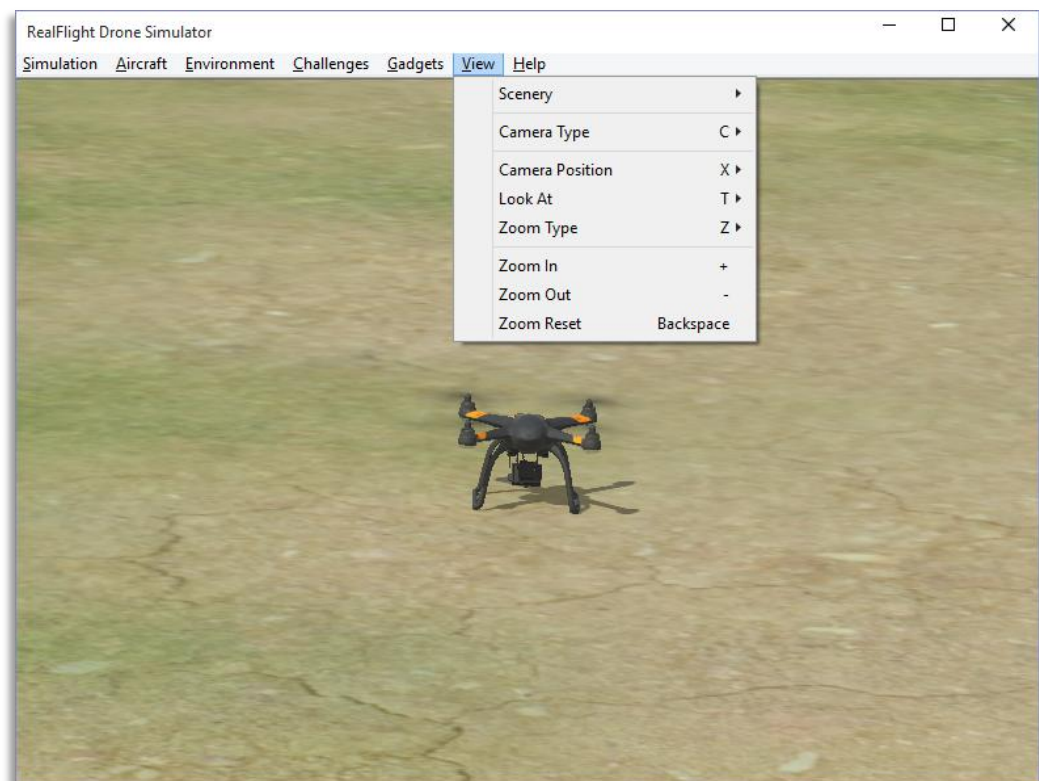 RealFlight Drone Simulator
Simulation Aircraft Environment Challenges Gadgets View Help
Scenery
Camera Type C
Camera Position X
Look At T
Zoom Type Z
Zoom In +
Zoom Out -
Zoom Reset Backspace